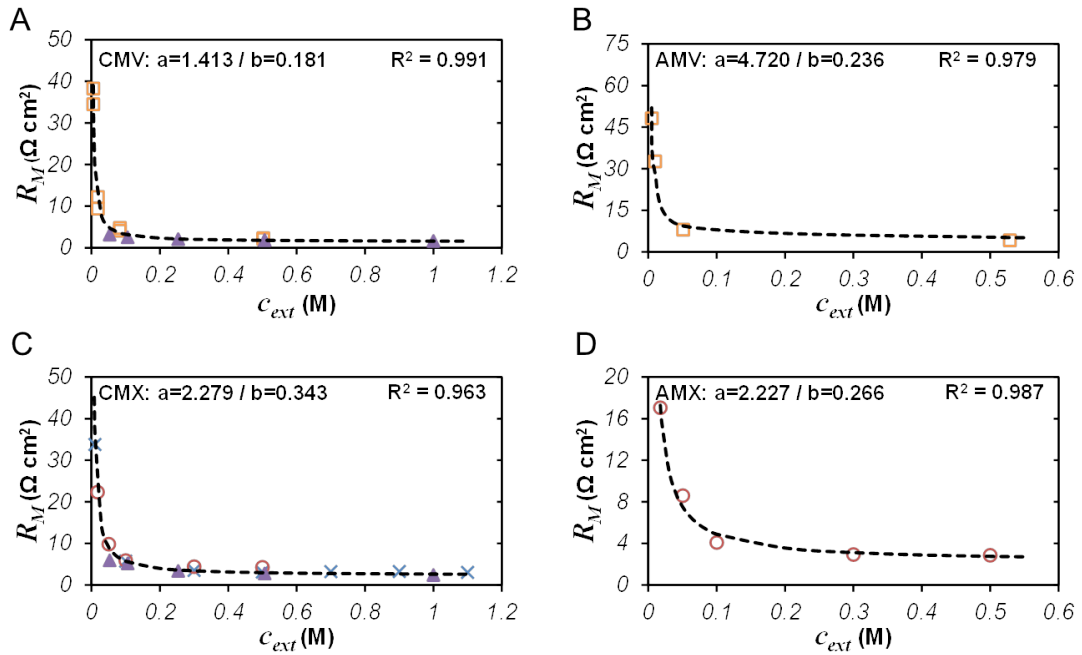 A
CMV: a=1.413 / b=0.181 R² = 0.991
R_M (Ω cm²)
50
40
30
20
10
0
0 0.2 0.4 0.6 0.8 1 1.2
c_ext (M)
B
AMV: a=4.720 / b=0.236 R² = 0.979
R_M (Ω cm²)
75
60
45
30
15
0
0 0.1 0.2 0.3 0.4 0.5 0.6
c_ext (M)
C
CMX: a=2.279 / b=0.343 R² = 0.963
R_M (Ω cm²)
50
40
30
20
10
0
0 0.2 0.4 0.6 0.8 1 1.2
c_ext (M)
D
AMX: a=2.227 / b=0.266 R² = 0.987
R_M (Ω cm²)
20
16
12
8
4
0
0 0.1 0.2 0.3 0.4 0.5 0.6
c_ext (M)